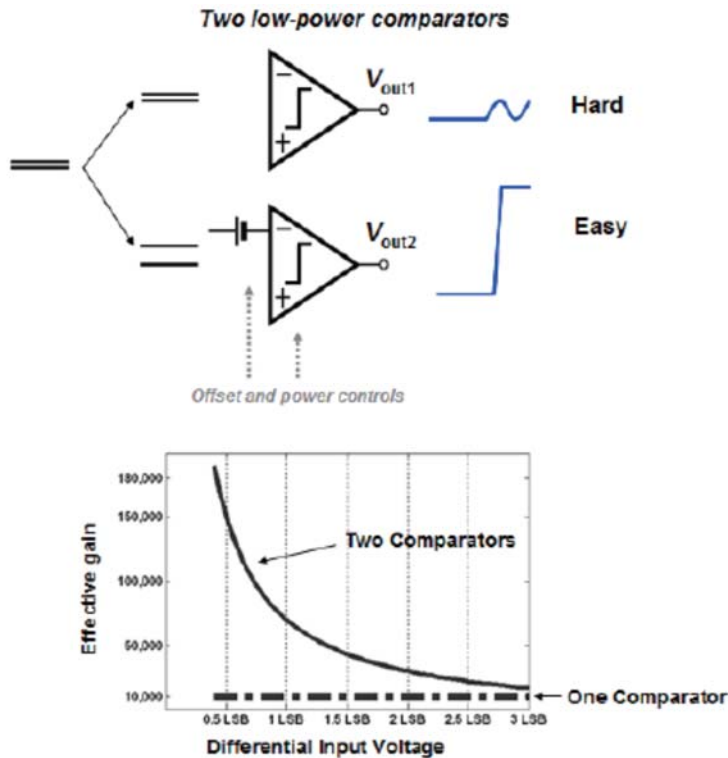 Two low-power comparators
−
+
Vout1
Hard
−
+
Vout2
Easy
Offset and power controls
Effective gain
180,000
150,000
100,000
50,000
10,000
Two Comparators
One Comparator
0.5 LSB 1 LSB 1.5 LSB 2 LSB 2.5 LSB 3 LSB
Differential Input Voltage